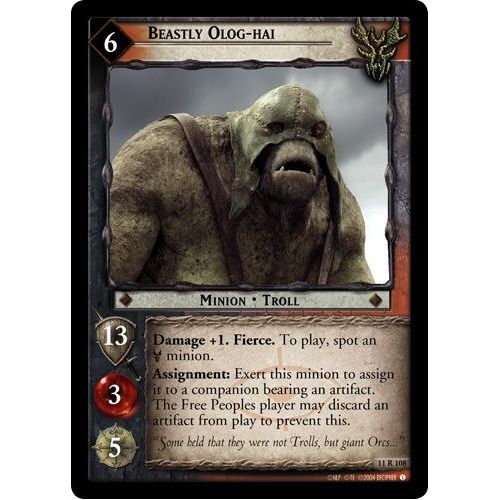 6
BEASTLY OLOG-HAI
MINION • TROLL
13
Damage +1. Fierce. To play, spot an
minion.
3
Assignment: Exert this minion to assign
it to a companion bearing an artifact.
The Free Peoples player may discard an
artifact from play to prevent this.
5
"Some held that they were not Trolls, but giant Orcs..."
11 R 108
©NLP ©TE ©2004 DECIPHER